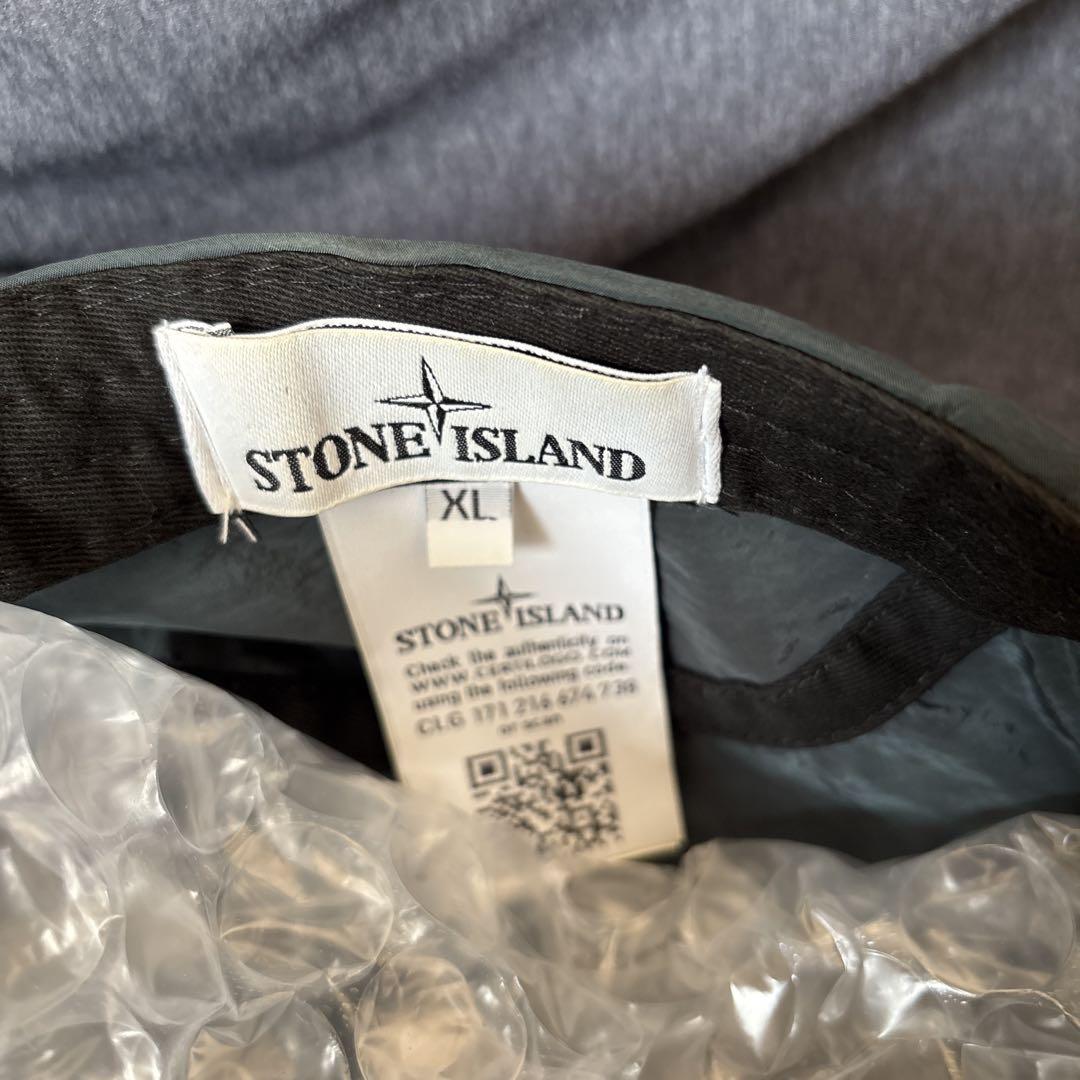 STONE ISLAND
XL
STONE ISLAND
Check the authenticity on
WWW.CERTILOGO.COM
using the following code:
CLG 171 216 674 738
or scan